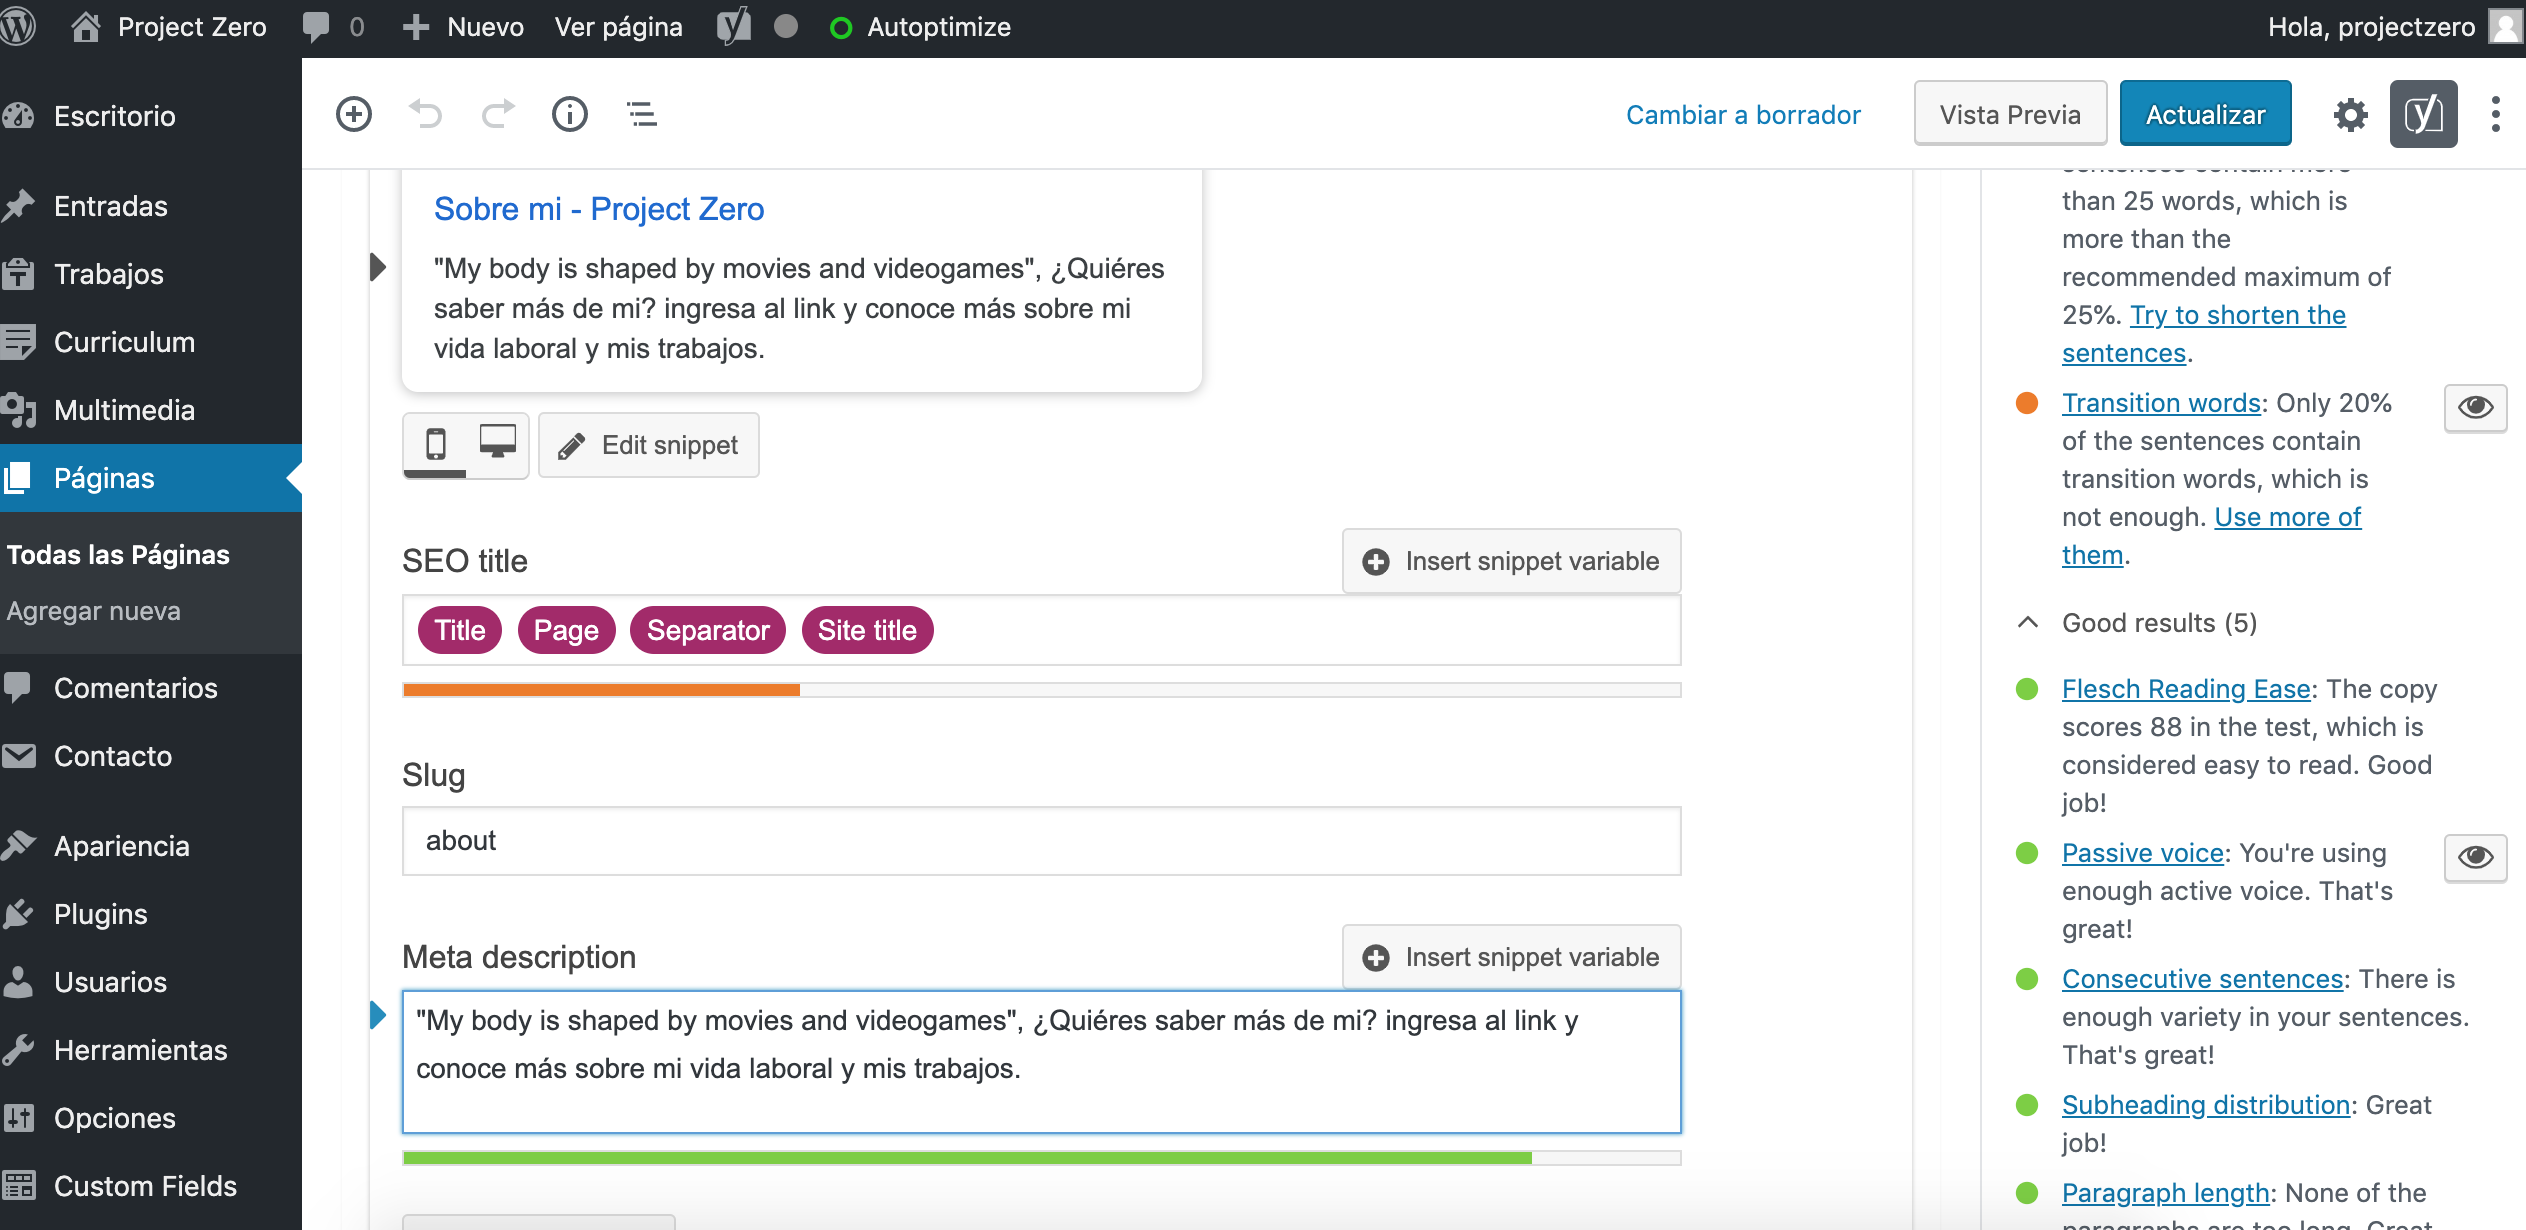 Project Zero
0
Nuevo
Ver página
Autoptimize
Hola, projectzero
Escritorio
Entradas
Trabajos
Curriculum
Multimedia
Páginas
Todas las Páginas
Agregar nueva
Comentarios
Contacto
Apariencia
Plugins
Usuarios
Herramientas
Opciones
Custom Fields
Cambiar a borrador
Vista Previa
Actualizar
Sobre mi - Project Zero
"My body is shaped by movies and videogames", ¿Quiéres
saber más de mi? ingresa al link y conoce más sobre mi
vida laboral y mis trabajos.
Edit snippet
SEO title
Insert snippet variable
Title Page Separator Site title
Slug
about
Meta description
Insert snippet variable
"My body is shaped by movies and videogames", ¿Quiéres saber más de mi? ingresa al link y
conoce más sobre mi vida laboral y mis trabajos.
sentences contain more
than 25 words, which is
more than the
recommended maximum of
25%. Try to shorten the
sentences.
Transition words: Only 20%
of the sentences contain
transition words, which is
not enough. Use more of
them.
Good results (5)
Flesch Reading Ease: The copy
scores 88 in the test, which is
considered easy to read. Good
job!
Passive voice: You're using
enough active voice. That's
great!
Consecutive sentences: There is
enough variety in your sentences.
That's great!
Subheading distribution: Great
job!
Paragraph length: None of the
paragraphs are too long. Great